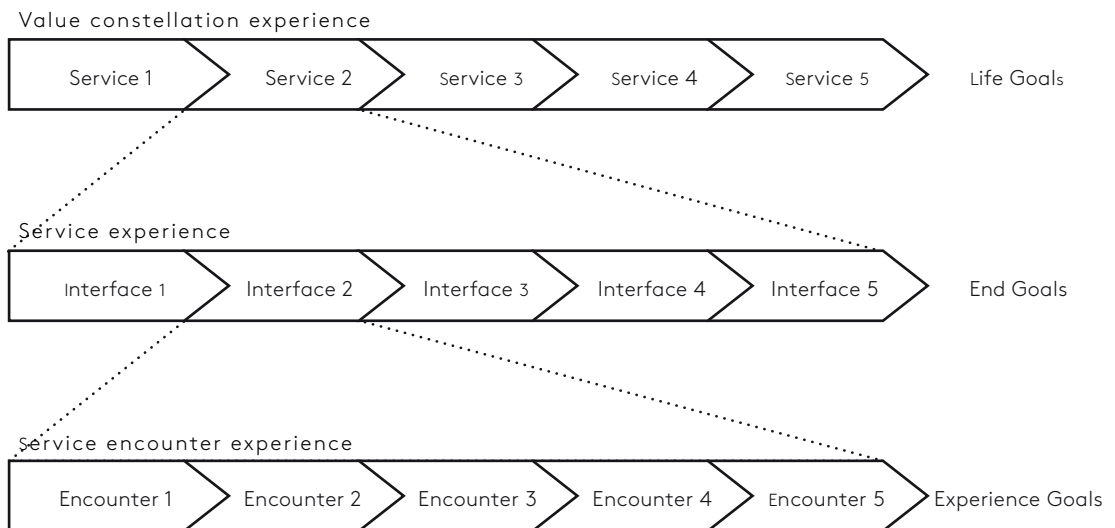 Value constellation experience
Service 1 Service 2 Service 3 Service 4 Service 5 Life Goals
Service experience
Interface 1 Interface 2 Interface 3 Interface 4 Interface 5 End Goals
Service encounter experience
Encounter 1 Encounter 2 Encounter 3 Encounter 4 Encounter 5 Experience Goals